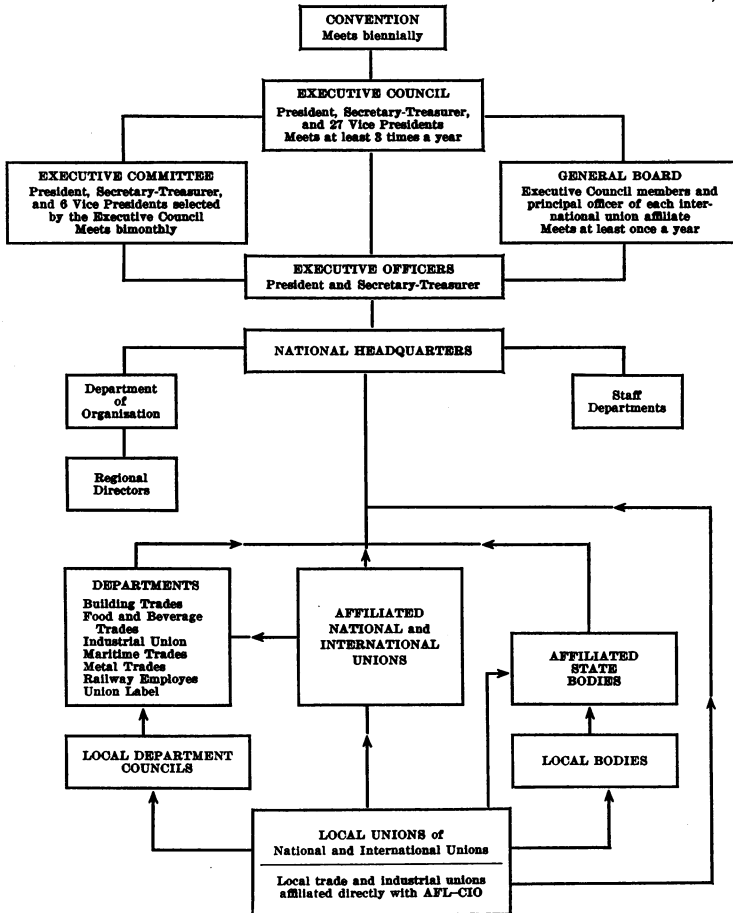 CONVENTION
Meets biennially
EXECUTIVE COUNCIL
President, Secretary-Treasurer,
and 27 Vice Presidents
Meets at least 3 times a year
EXECUTIVE COMMITTEE
President, Secretary-Treasurer,
and 6 Vice Presidents selected
by the Executive Council
Meets bimonthly
GENERAL BOARD
Executive Council members and
principal officer of each inter-
national union affiliate
Meets at least once a year
EXECUTIVE OFFICERS
President and Secretary-Treasurer
NATIONAL HEADQUARTERS
Department
of
Organisation
Staff
Departments
Regional
Directors
DEPARTMENTS
Building Trades
Food and Beverage
Trades
Industrial Union
Maritime Trades
Metal Trades
Railway Employe
Union Label
AFFILIATED
NATIONAL and
INTERNATIONAL
UNIONS
AFFILIATED
STATE
BODIES
LOCAL DEPARTMENT
COUNCILS
LOCAL BODIES
LOCAL UNIONS of
National and International Unions
Local trade and industrial unions
affiliated directly with AFL-CIO